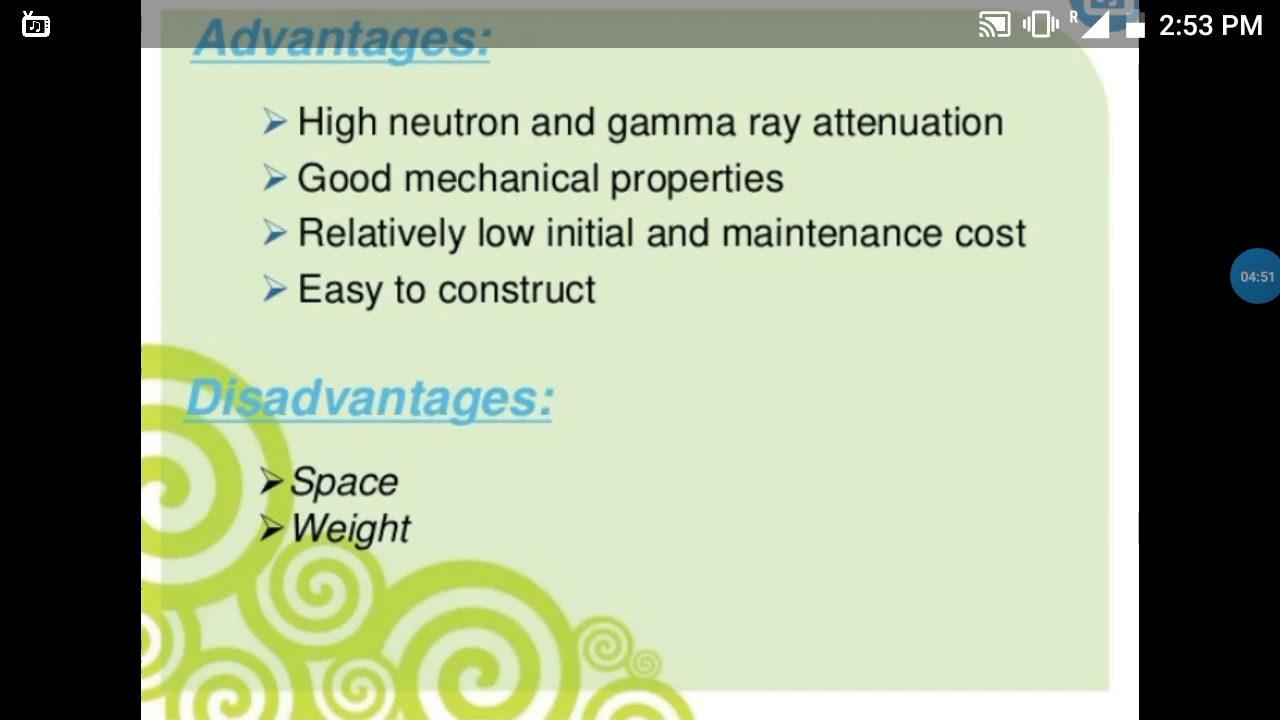 R 2:53 PM
Advantages:
➢ High neutron and gamma ray attenuation
➢ Good mechanical properties
➢ Relatively low initial and maintenance cost
➢ Easy to construct
04:51
Disadvantages:
➢ Space
➢ Weight